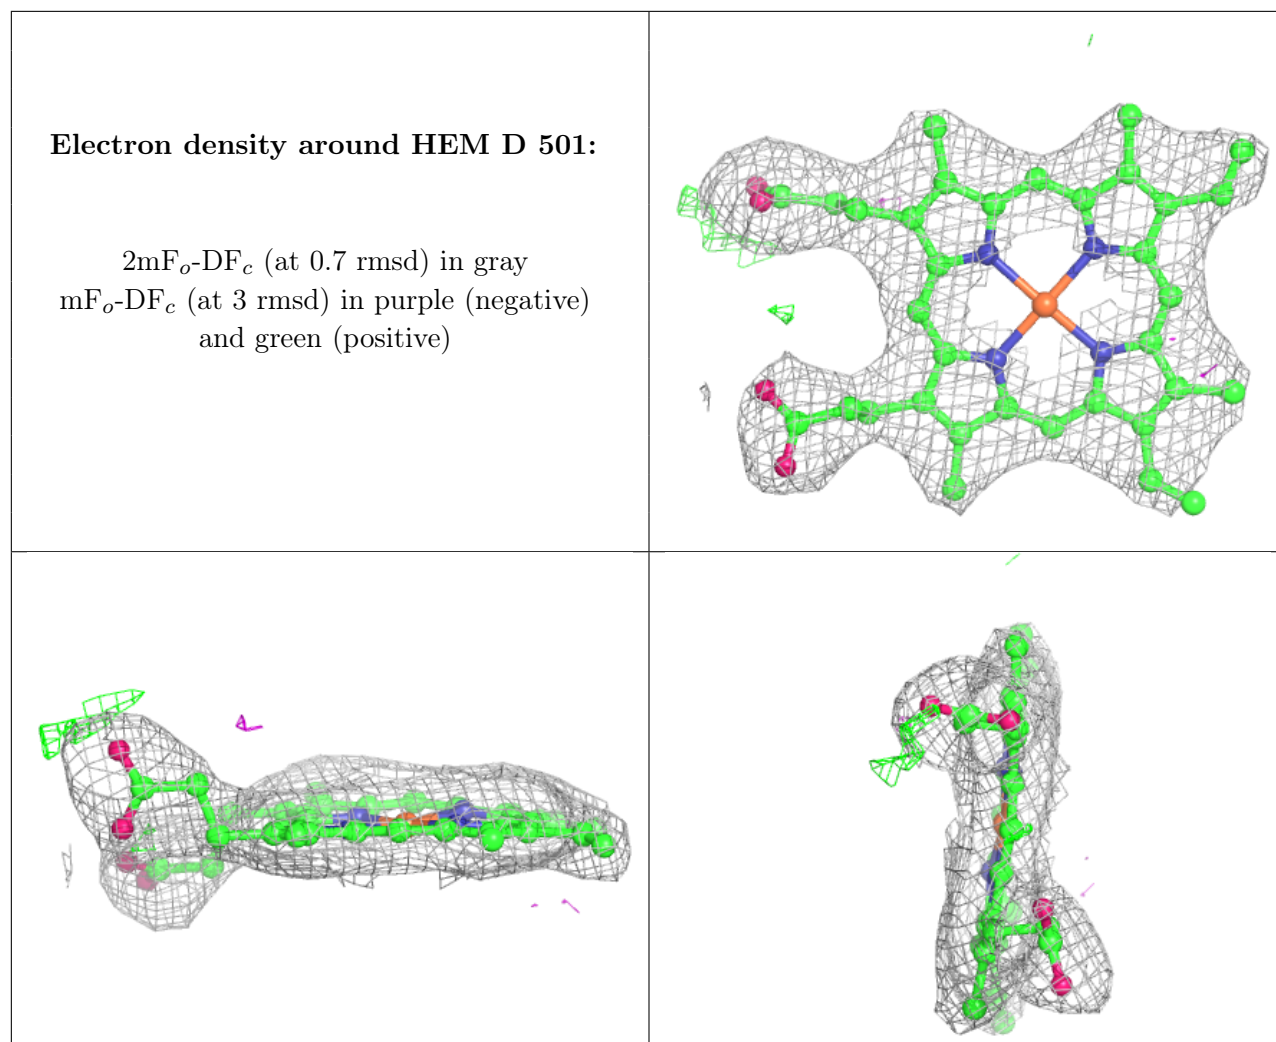 Electron density around HEM D 501:
2mFo-DFc (at 0.7 rmsd) in gray
mFo-DFc (at 3 rmsd) in purple (negative)
and green (positive)